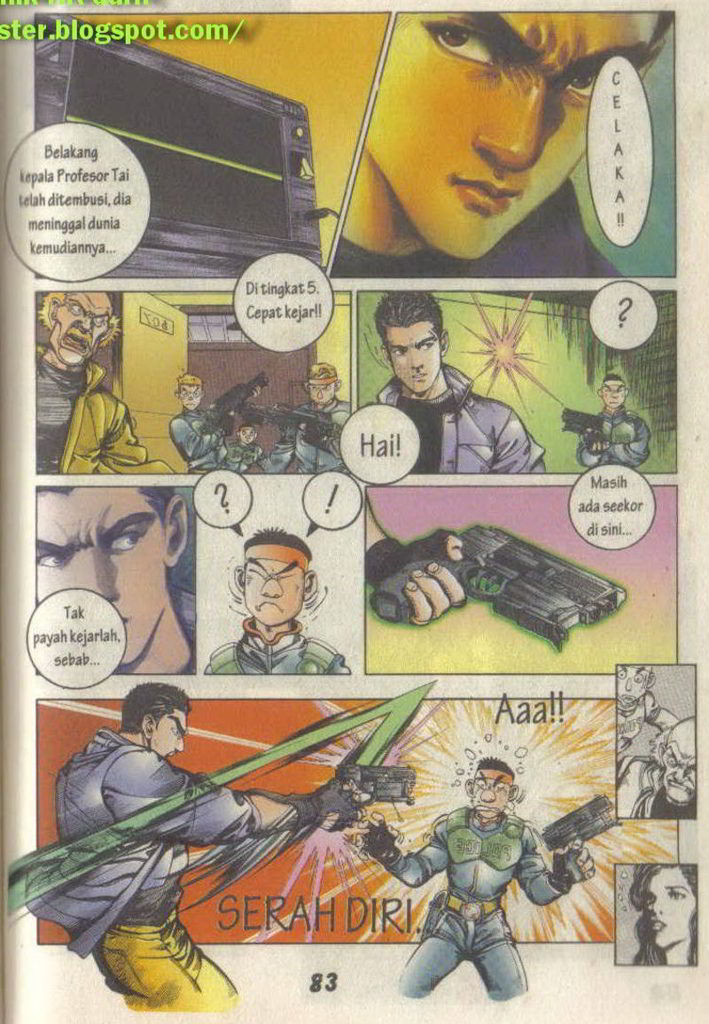 ster.blogspot.com/
Belakang
kepala Profesor Tai
telah ditembusi, dia
meninggal dunia
kemudiannya...
CELAKA!!
Di tingkat 5.
Cepat kejar!!
?
Hai!
?
!
Masih
ada seekor
di sini...
Tak
payah kejarlah,
sebab...
Aaa!!
SERAH DIRI...
83